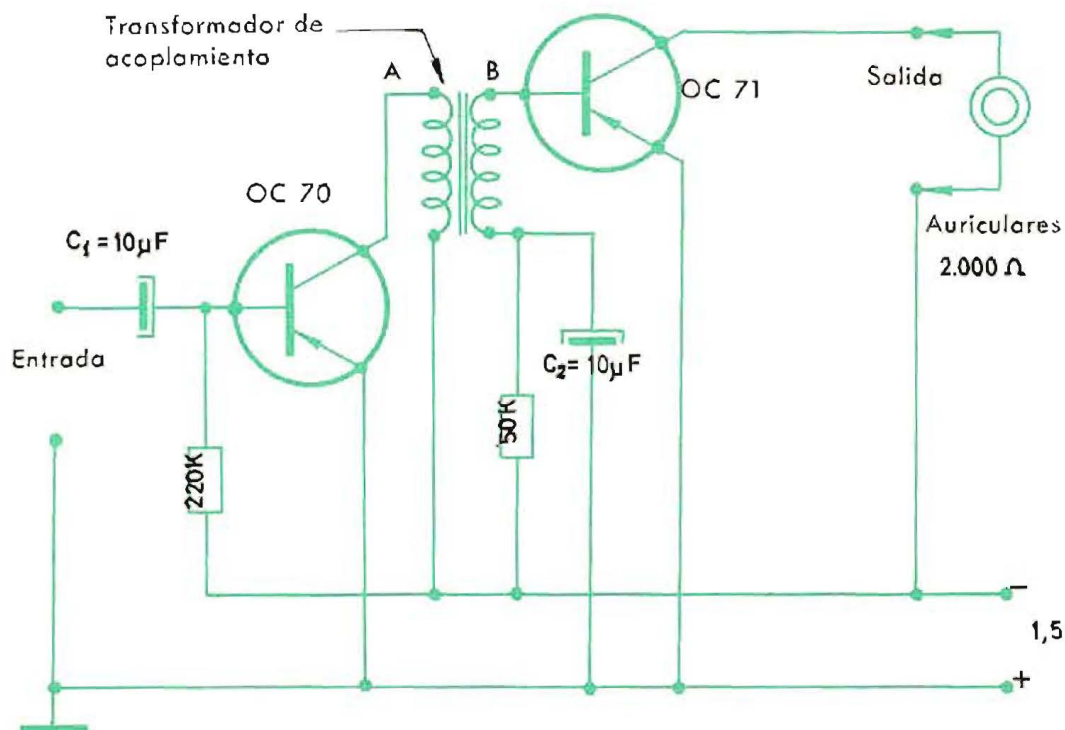 Transformador de
acoplamiento
A
B
OC 71
Salida
OC 70
C₁ = 10µF
Auriculares
2.000 Ω
Entrada
C₂ = 10µF
50K
220K
−
1,5
+